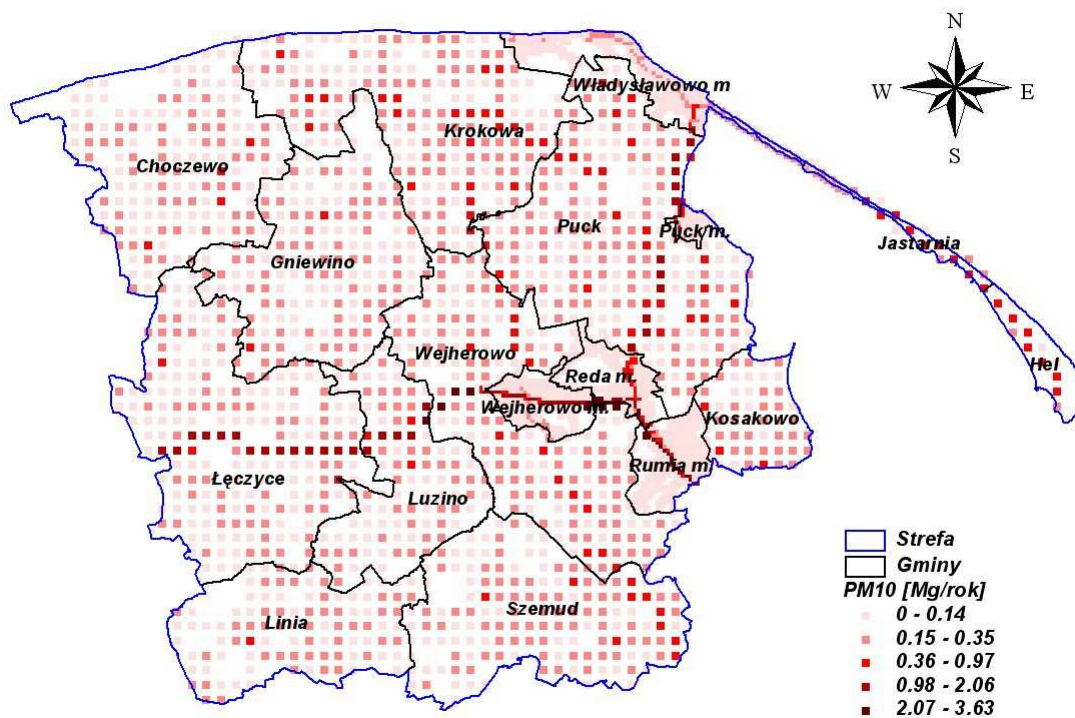 N
W E
S
Władysławowo m
Krokowa
Choczewo
Puck
Puck m.
Jastarnia
Gniewino
Wejherowo
Hel
Reda m.
Wejherowo m.
Kosakowo
Rumia m.
Łęczyce
Luzino
Linia
Szemud
Strefa
Gminy
PM10 [Mg/rok]
0 - 0.14
0.15 - 0.35
0.36 - 0.97
0.98 - 2.06
2.07 - 3.63